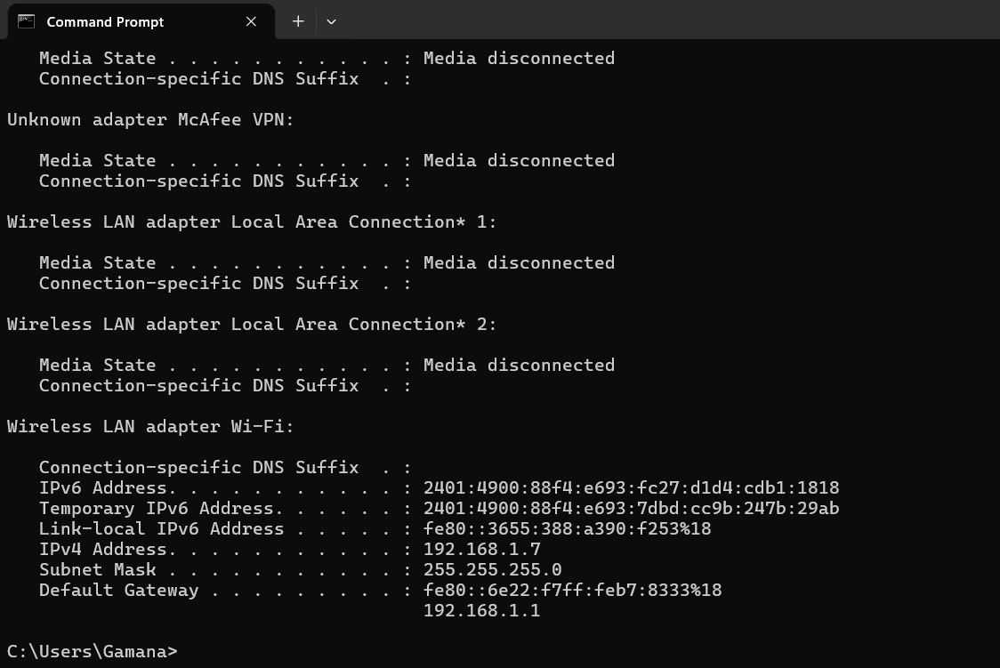 Command Prompt
Media State . . . . . . . . . . . : Media disconnected
Connection-specific DNS Suffix  . :
Unknown adapter McAfee VPN:
Media State . . . . . . . . . . . : Media disconnected
Connection-specific DNS Suffix  . :
Wireless LAN adapter Local Area Connection* 1:
Media State . . . . . . . . . . . : Media disconnected
Connection-specific DNS Suffix  . :
Wireless LAN adapter Local Area Connection* 2:
Media State . . . . . . . . . . . : Media disconnected
Connection-specific DNS Suffix  . :
Wireless LAN adapter Wi-Fi:
Connection-specific DNS Suffix  . :
IPv6 Address. . . . . . . . . . . : 2401:4900:88f4:e693:fc27:d1d4:cdb1:1818
Temporary IPv6 Address. . . . . . : 2401:4900:88f4:e693:7dbd:cc9b:247b:29ab
Link-local IPv6 Address . . . . . : fe80::3655:388:a390:f253%18
IPv4 Address. . . . . . . . . . . : 192.168.1.7
Subnet Mask . . . . . . . . . . . : 255.255.255.0
Default Gateway . . . . . . . . . : fe80::6e22:f7ff:feb7:8333%18
192.168.1.1
C:\Users\Gamana>